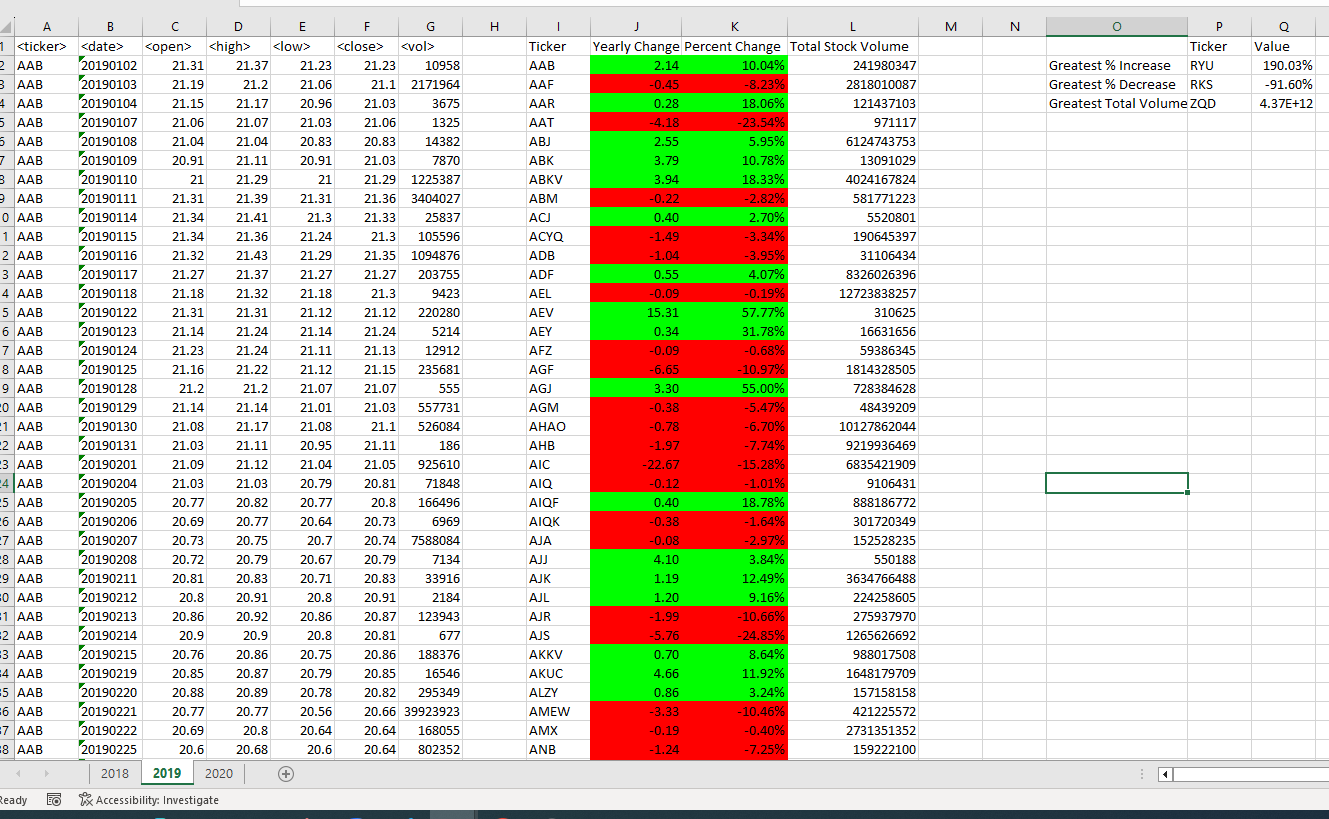 A B C D E F G H I J K L M N O P Q
1 <ticker> <date> <open> <high> <low> <close> <vol> Ticker Yearly Change Percent Change Total Stock Volume Ticker Value
2 AAB 20190102 21.31 21.37 21.23 21.23 10958 AAB 2.14 10.04% 241980347 Greatest % Increase RYU 190.03%
3 AAB 20190103 21.19 21.2 21.06 21.1 2171964 AAF -0.45 -8.23% 2818010087 Greatest % Decrease RKS -91.60%
4 AAB 20190104 21.15 21.17 20.96 21.03 3675 AAR 0.28 18.06% 121437103 Greatest Total Volume ZQD 4.37E+12
5 AAB 20190107 21.06 21.07 21.03 21.06 1325 AAT -4.18 -23.54% 971117
6 AAB 20190108 21.04 21.04 20.83 20.83 14382 ABJ 2.55 5.95% 6124743753
7 AAB 20190109 20.91 21.11 20.91 21.03 7870 ABK 3.79 10.78% 13091029
8 AAB 20190110 21 21.29 21 21.29 1225387 ABKV 3.94 18.33% 4024167824
9 AAB 20190111 21.31 21.39 21.31 21.36 3404027 ABM -0.22 -2.82% 581771223
0 AAB 20190114 21.34 21.41 21.3 21.33 25837 ACJ 0.40 2.70% 5520801
1 AAB 20190115 21.34 21.36 21.24 21.3 105596 ACYQ -1.49 -3.34% 190645397
2 AAB 20190116 21.32 21.43 21.29 21.35 1094876 ADB -1.04 -3.95% 31106434
3 AAB 20190117 21.27 21.37 21.27 21.27 203755 ADF 0.55 4.07% 8326026396
4 AAB 20190118 21.18 21.32 21.18 21.3 9423 AEL -0.09 -0.19% 12723838257
5 AAB 20190122 21.31 21.31 21.12 21.12 220280 AEV 15.31 57.77% 310625
6 AAB 20190123 21.14 21.24 21.14 21.24 5214 AEY 0.34 31.78% 16631656
7 AAB 20190124 21.23 21.24 21.11 21.13 12912 AFZ -0.09 -0.68% 59386345
8 AAB 20190125 21.16 21.22 21.12 21.15 235681 AGF -6.65 -10.97% 1814328505
9 AAB 20190128 21.2 21.2 21.07 21.07 555 AGJ 3.30 55.00% 728384628
20 AAB 20190129 21.14 21.14 21.01 21.03 557731 AGM -0.38 -5.47% 48439209
21 AAB 20190130 21.08 21.17 21.08 21.1 526084 AHAO -0.78 -6.70% 10127862044
22 AAB 20190131 21.03 21.11 20.95 21.11 186 AHB -1.97 -7.74% 9219936469
23 AAB 20190201 21.09 21.12 21.04 21.05 925610 AIC -22.67 -15.28% 6835421909
24 AAB 20190204 21.03 21.03 20.79 20.81 71848 AIQ -0.12 -1.01% 9106431
25 AAB 20190205 20.77 20.82 20.77 20.8 166496 AIQF 0.40 18.78% 888186772
26 AAB 20190206 20.69 20.77 20.64 20.73 6969 AIQK -0.38 -1.64% 301720349
27 AAB 20190207 20.73 20.75 20.7 20.74 7588084 AJA -0.08 -2.97% 152528235
28 AAB 20190208 20.72 20.79 20.67 20.79 7134 AJJ 4.10 3.84% 550188
29 AAB 20190211 20.81 20.83 20.71 20.83 33916 AJK 1.19 12.49% 3634766488
30 AAB 20190212 20.8 20.91 20.8 20.91 2184 AJL 1.20 9.16% 224258605
31 AAB 20190213 20.86 20.92 20.86 20.87 123943 AJR -1.99 -10.66% 275937970
32 AAB 20190214 20.9 20.9 20.8 20.81 677 AJS -5.76 -24.85% 1265626692
33 AAB 20190215 20.76 20.86 20.75 20.86 188376 AKKV 0.70 8.64% 988017508
34 AAB 20190219 20.85 20.87 20.79 20.85 16546 AKUC 4.66 11.92% 1648179709
35 AAB 20190220 20.88 20.89 20.78 20.82 295349 ALZY 0.86 3.24% 157158158
36 AAB 20190221 20.77 20.77 20.56 20.66 39923923 AMEW -3.33 -10.46% 421225572
37 AAB 20190222 20.69 20.8 20.64 20.64 168055 AMX -0.19 -0.40% 2731351352
38 AAB 20190225 20.6 20.68 20.6 20.64 802352 ANB -1.24 -7.25% 159222100
2018 2019 2020
Ready Accessibility: Investigate